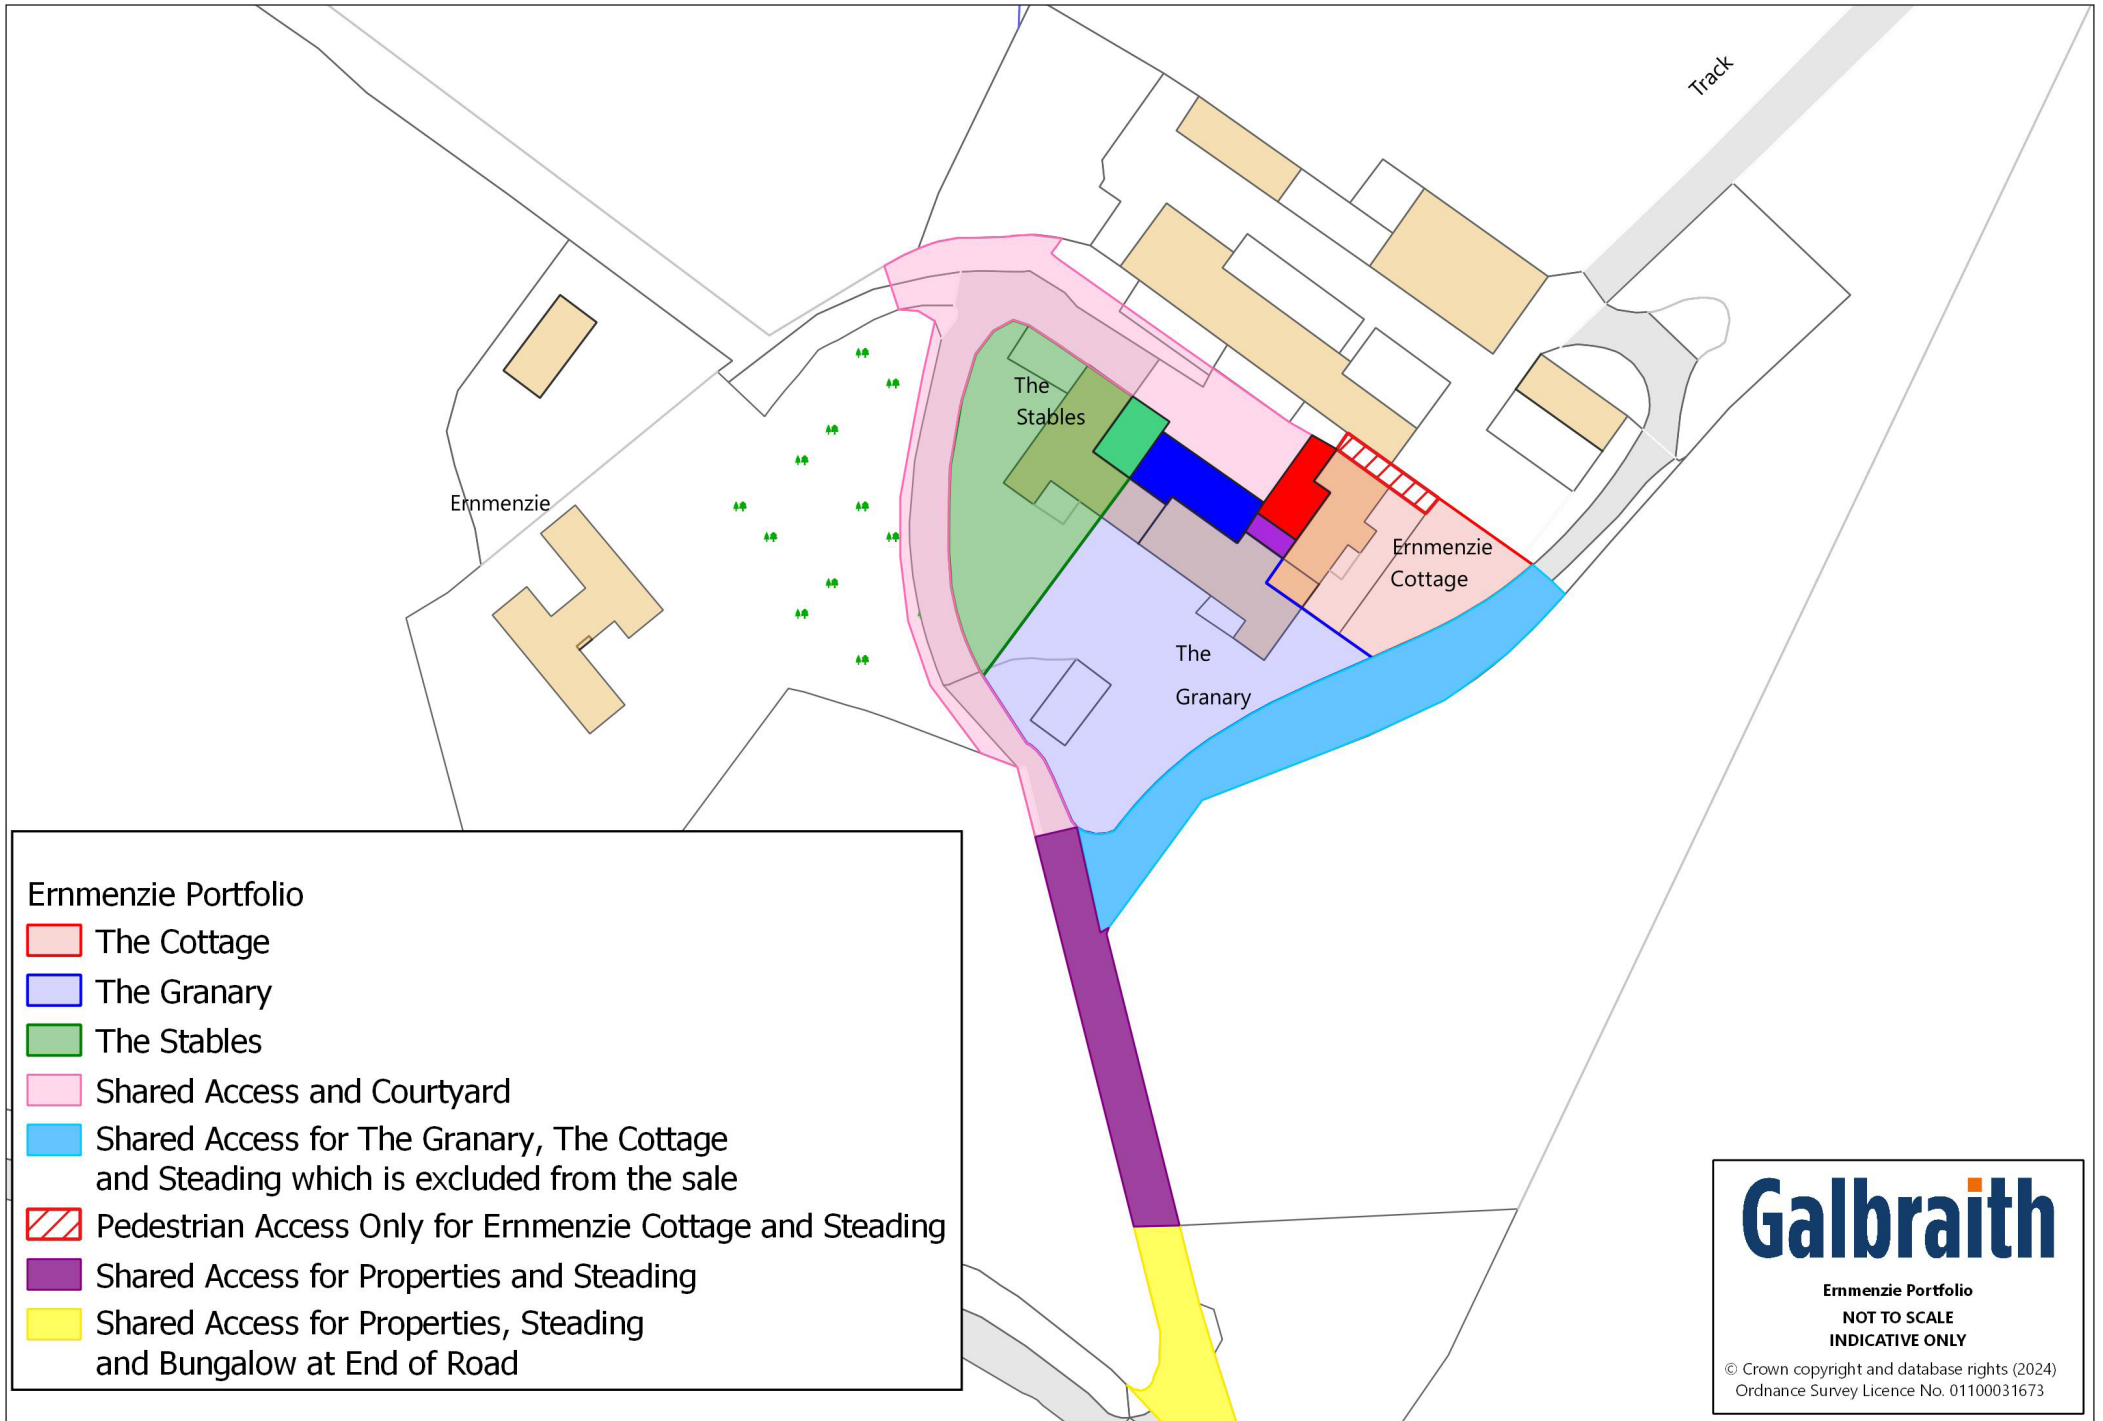 Track
The
Stables
Ernmenzie
Ernmenzie
Cottage
The
Granary
Ernmenzie Portfolio
The Cottage
The Granary
The Stables
Shared Access and Courtyard
Shared Access for The Granary, The Cottage
and Steading which is excluded from the sale
Pedestrian Access Only for Ernmenzie Cottage and Steading
Shared Access for Properties and Steading
Shared Access for Properties, Steading
and Bungalow at End of Road
Galbraith
Ernmenzie Portfolio
NOT TO SCALE
INDICATIVE ONLY
© Crown copyright and database rights (2024)
Ordnance Survey Licence No. 01100031673